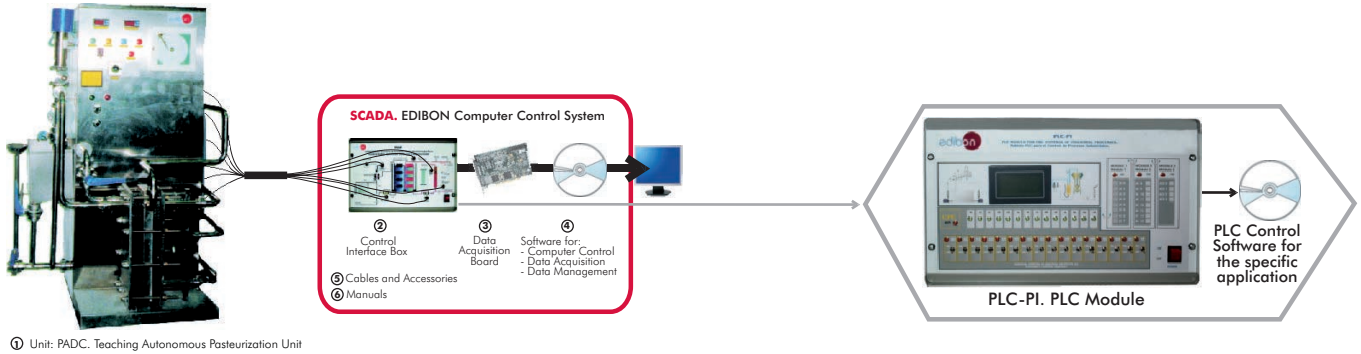 SCADA. EDIBON Computer Control System
2
Control
Interface Box
3
Data
Acquisition
Board
4
Software for:
- Computer Control
- Data Acquisition
- Data Management
5 Cables and Accessories
6 Manuals
1 Unit: PADC. Teaching Autonomous Pasteurization Unit
edibon
PLC-PI
PLC-PI. PLC Module
PLC Control
Software for
the specific
application